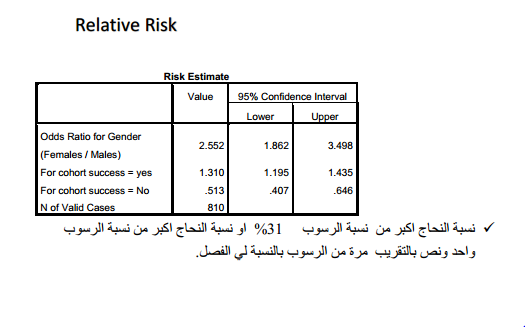 Relative Risk
Risk Estimate
Value 95% Confidence Interval
Lower Upper
Odds Ratio for Gender
(Females / Males) 2.552 1.862 3.498
For cohort success = yes 1.310 1.195 1.435
For cohort success = No .513 .407 .646
N of Valid Cases 810
✓ نسبة النجاح اكبر من نسبة الرسوب 31% او نسبة النجاح اكبر من نسبة الرسوب
واحد ونص بالتقريب مرة من الرسوب بالنسبة لي الفصل.